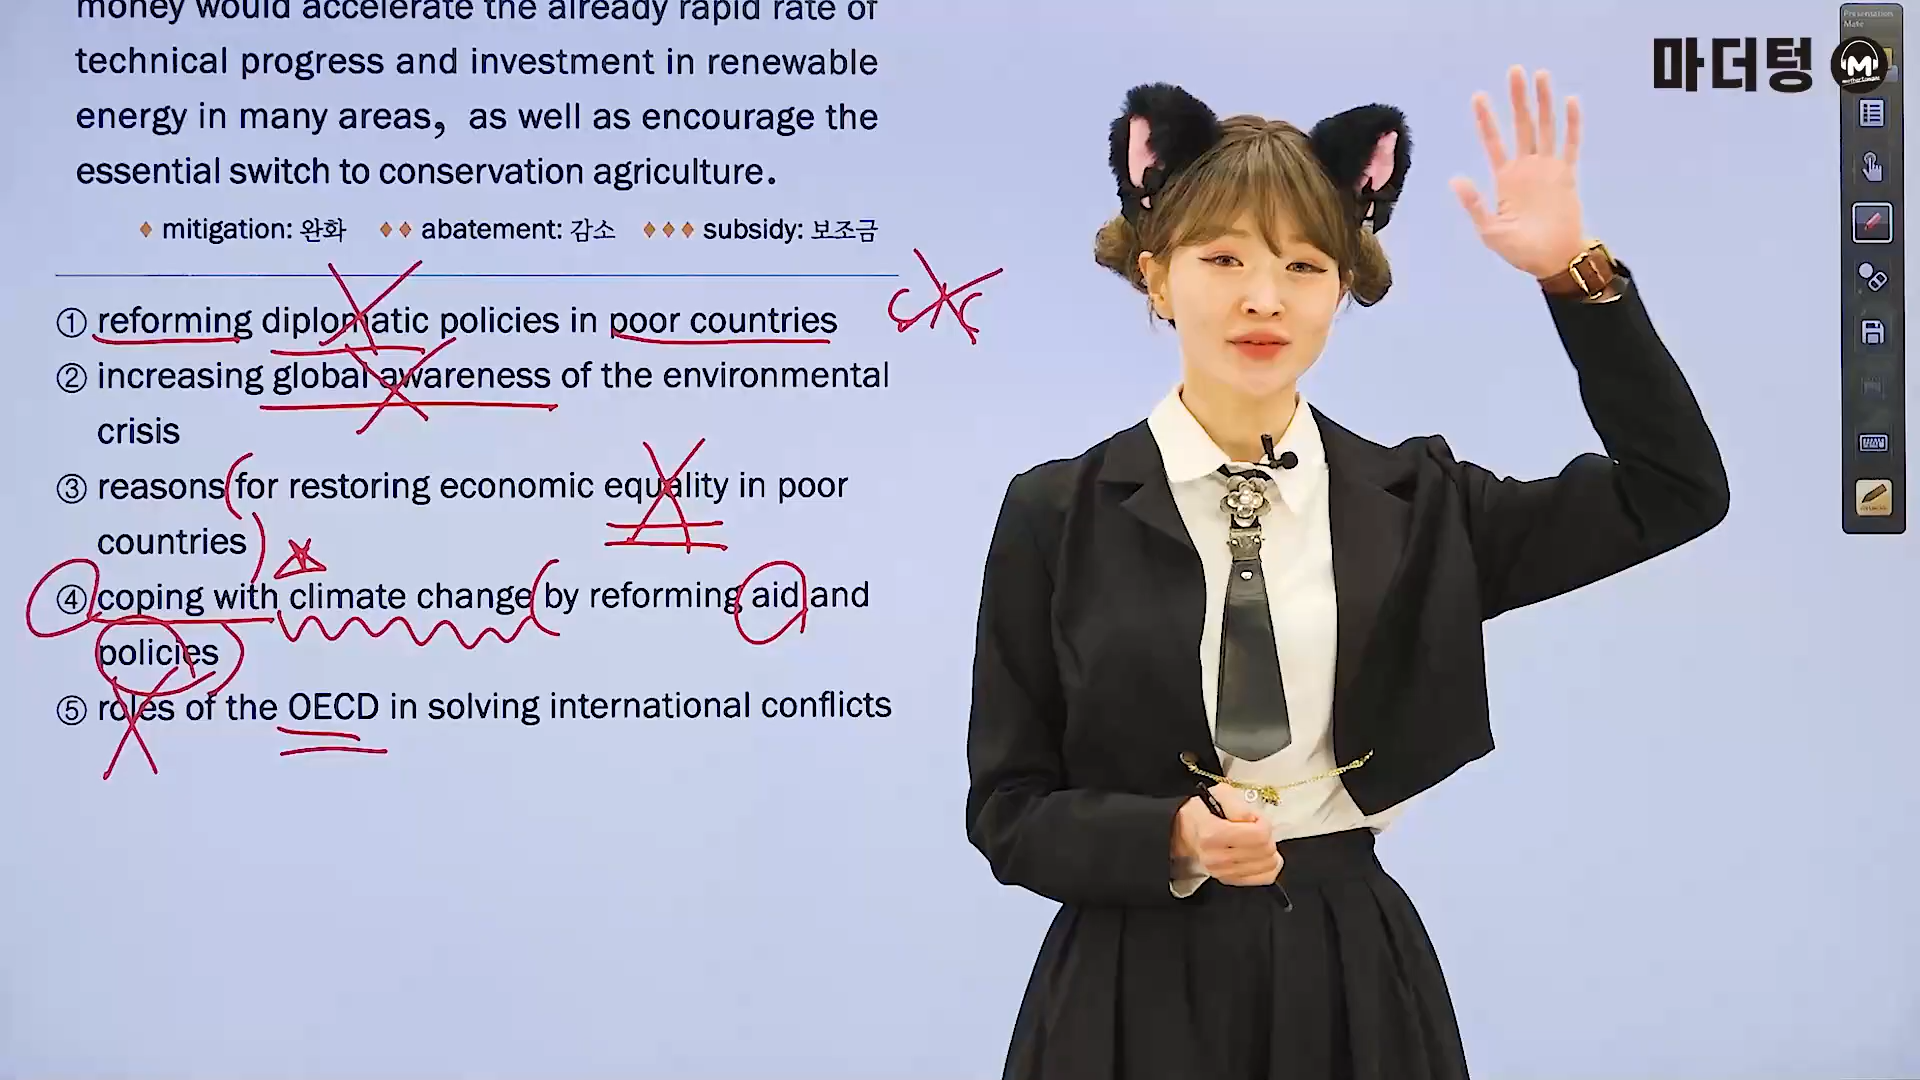 money would accelerate the already rapid rate of
technical progress and investment in renewable
energy in many areas, as well as encourage the
essential switch to conservation agriculture.
♦ mitigation: 완화 ♦♦ abatement: 감소 ♦♦♦ subsidy: 보조금
① reforming diplomatic policies in poor countries
② increasing global awareness of the environmental
crisis
③ reasons for restoring economic equality in poor
countries
④ coping with climate change by reforming aid and
policies
⑤ roles of the OECD in solving international conflicts
마더텅
M
Presentation
Mate